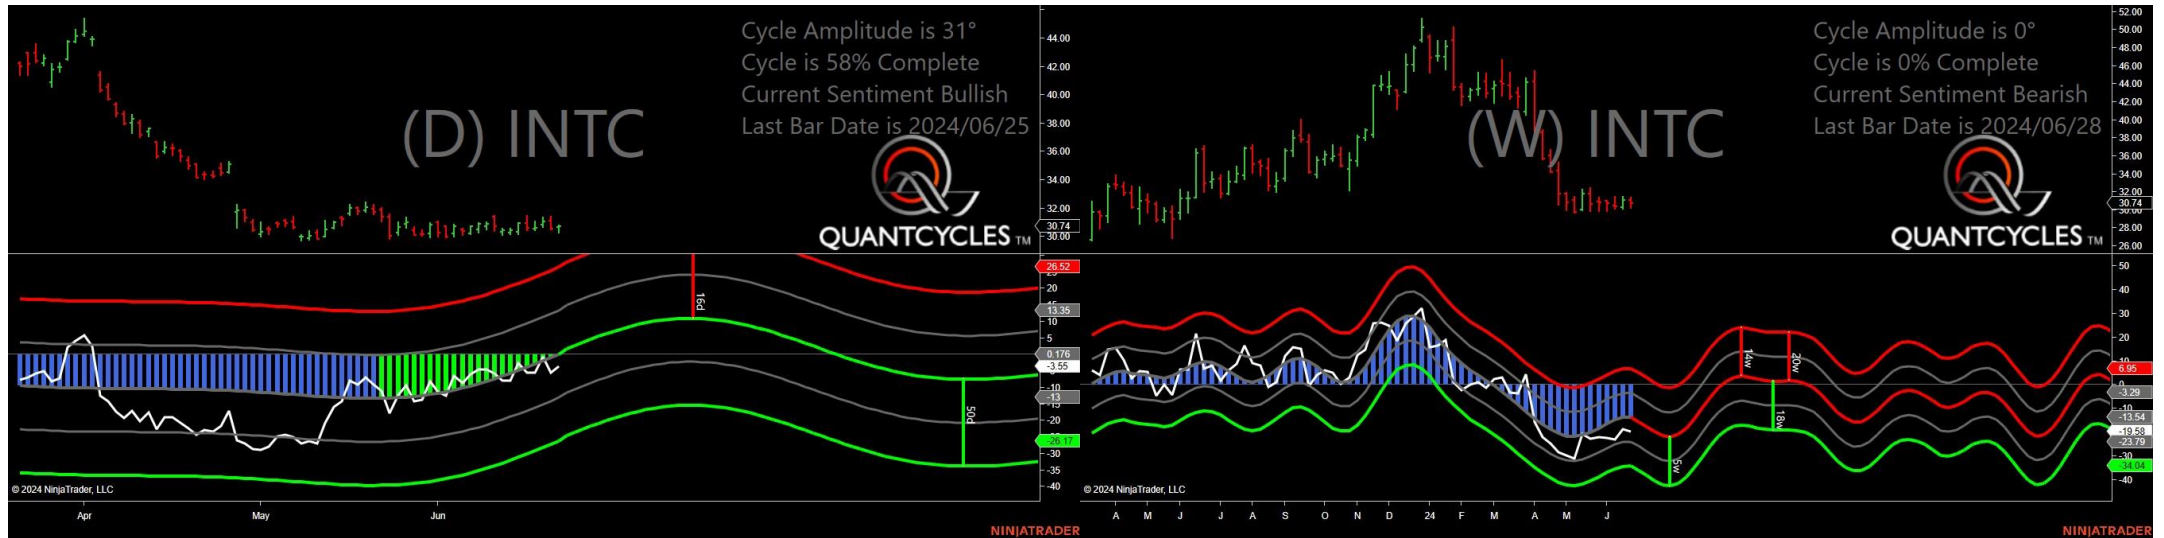 Cycle Amplitude is 31°
Cycle is 58% Complete
Current Sentiment Bullish
Last Bar Date is 2024/06/25
(D) INTC
QUANTCYCLES TM
44.00
42.00
40.00
38.00
36.00
34.00
32.00
30.74
30.00
26.52
20
13.35
10
5
0.176
-3.55
-10
-13
-20
-26.17
-30
-35
-40
16d
50d
© 2024 NinjaTrader, LLC
Apr May Jun
NINJATRADER
Cycle Amplitude is 0°
Cycle is 0% Complete
Current Sentiment Bearish
Last Bar Date is 2024/06/28
(W) INTC
QUANTCYCLES TM
52.00
50.00
48.00
46.00
44.00
42.00
40.00
38.00
36.00
34.00
32.00
30.74
30.00
28.00
26.00
50
40
30
20
10
6.95
0
-3.29
-10
-13.54
-19.58
-23.79
-30
-34.04
-40
14w
20w
18w
5w
© 2024 NinjaTrader, LLC
A M J J A S O N D 24 F M A M J
NINJATRADER